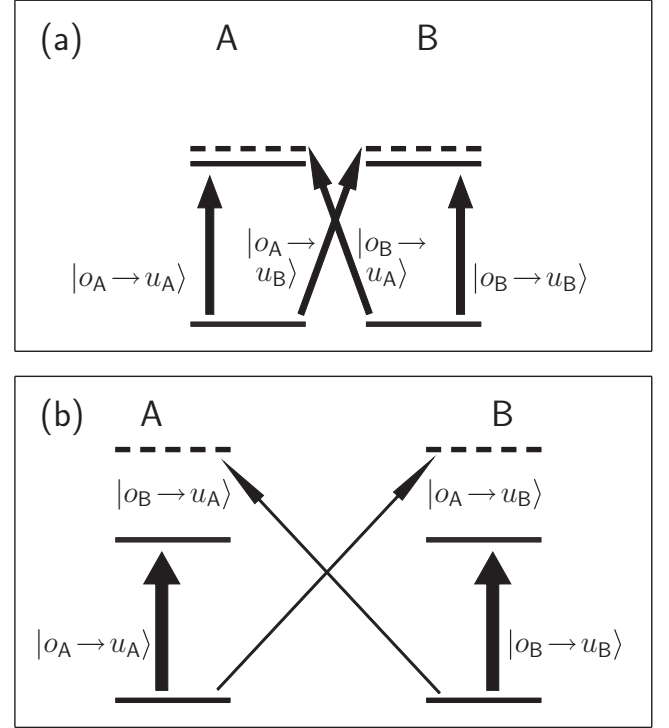 (a) A B
|o_A → |o_B →
|o_A → u_A⟩ u_B⟩ u_A⟩ |o_B → u_B⟩
(b) A B
|o_B → u_A⟩ |o_A → u_B⟩
|o_A → u_A⟩ |o_B → u_B⟩